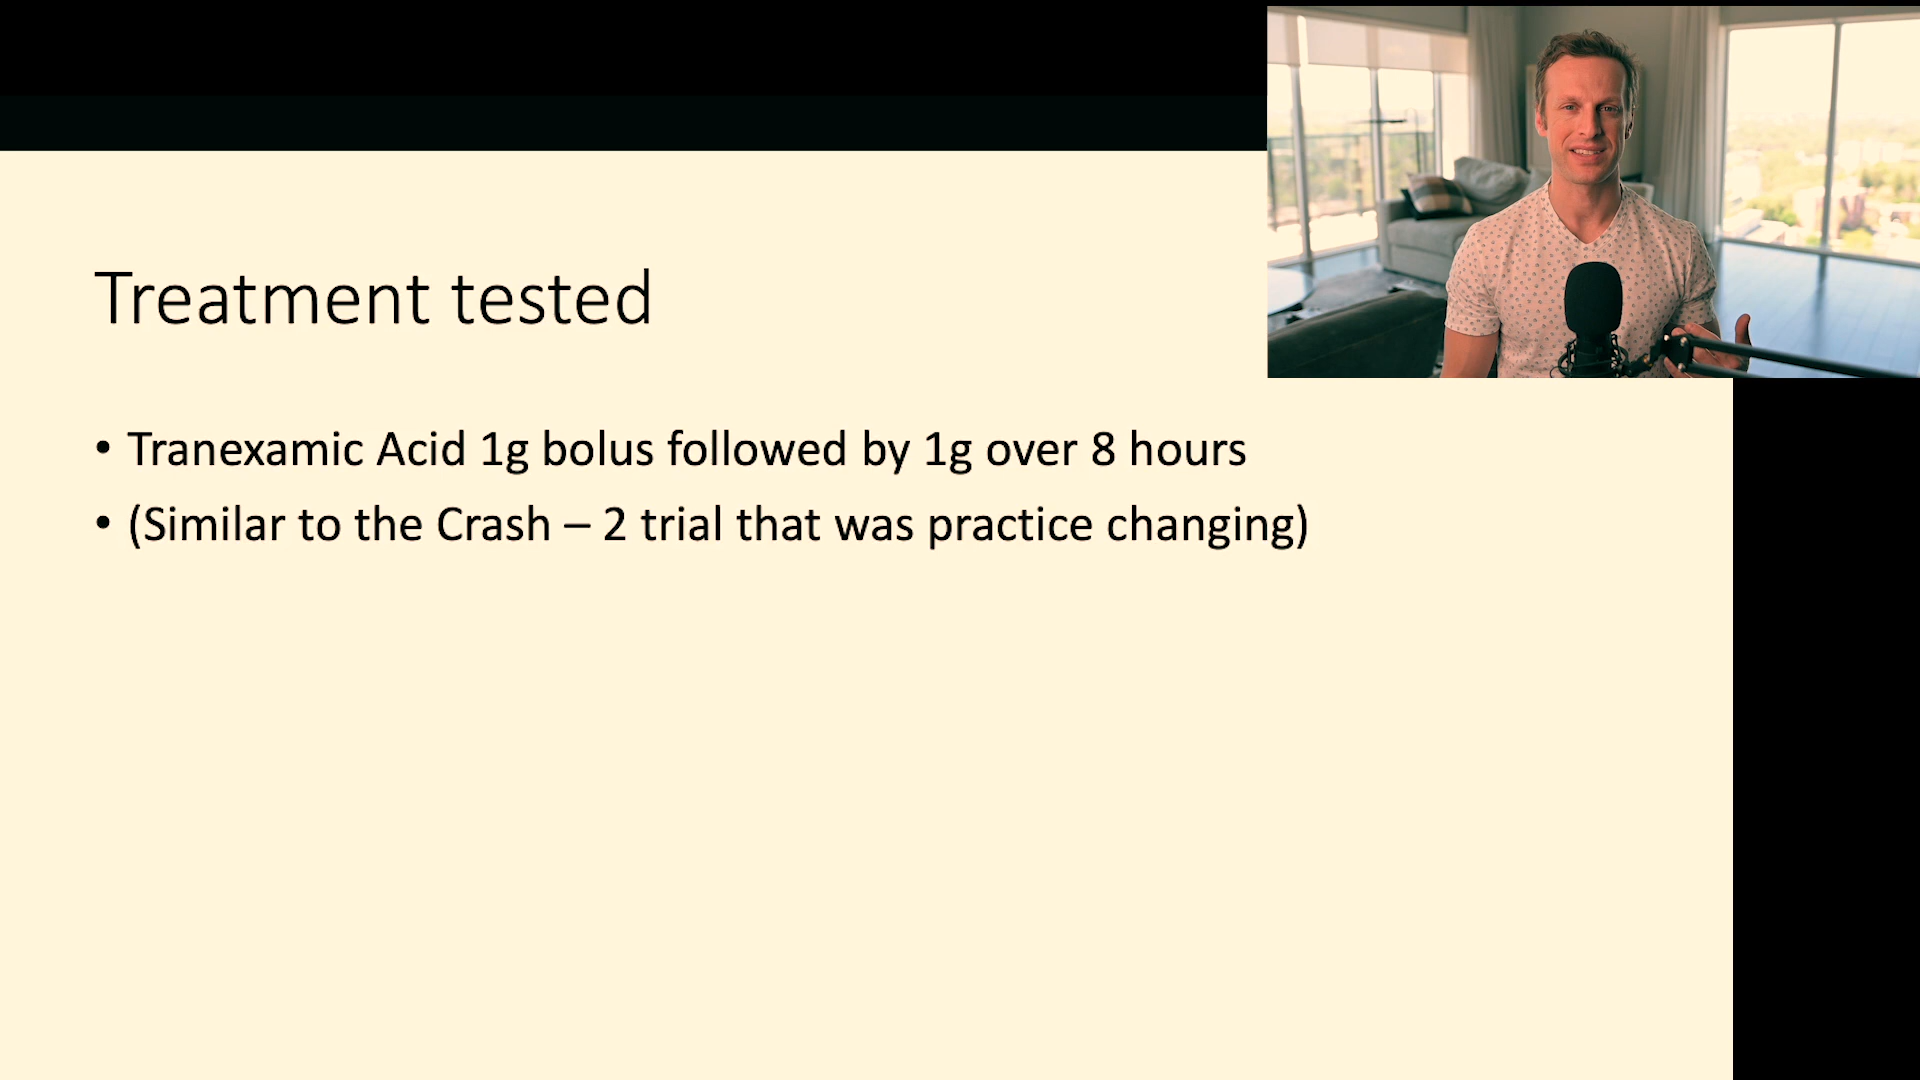 Treatment tested
• Tranexamic Acid 1g bolus followed by 1g over 8 hours
• (Similar to the Crash – 2 trial that was practice changing)